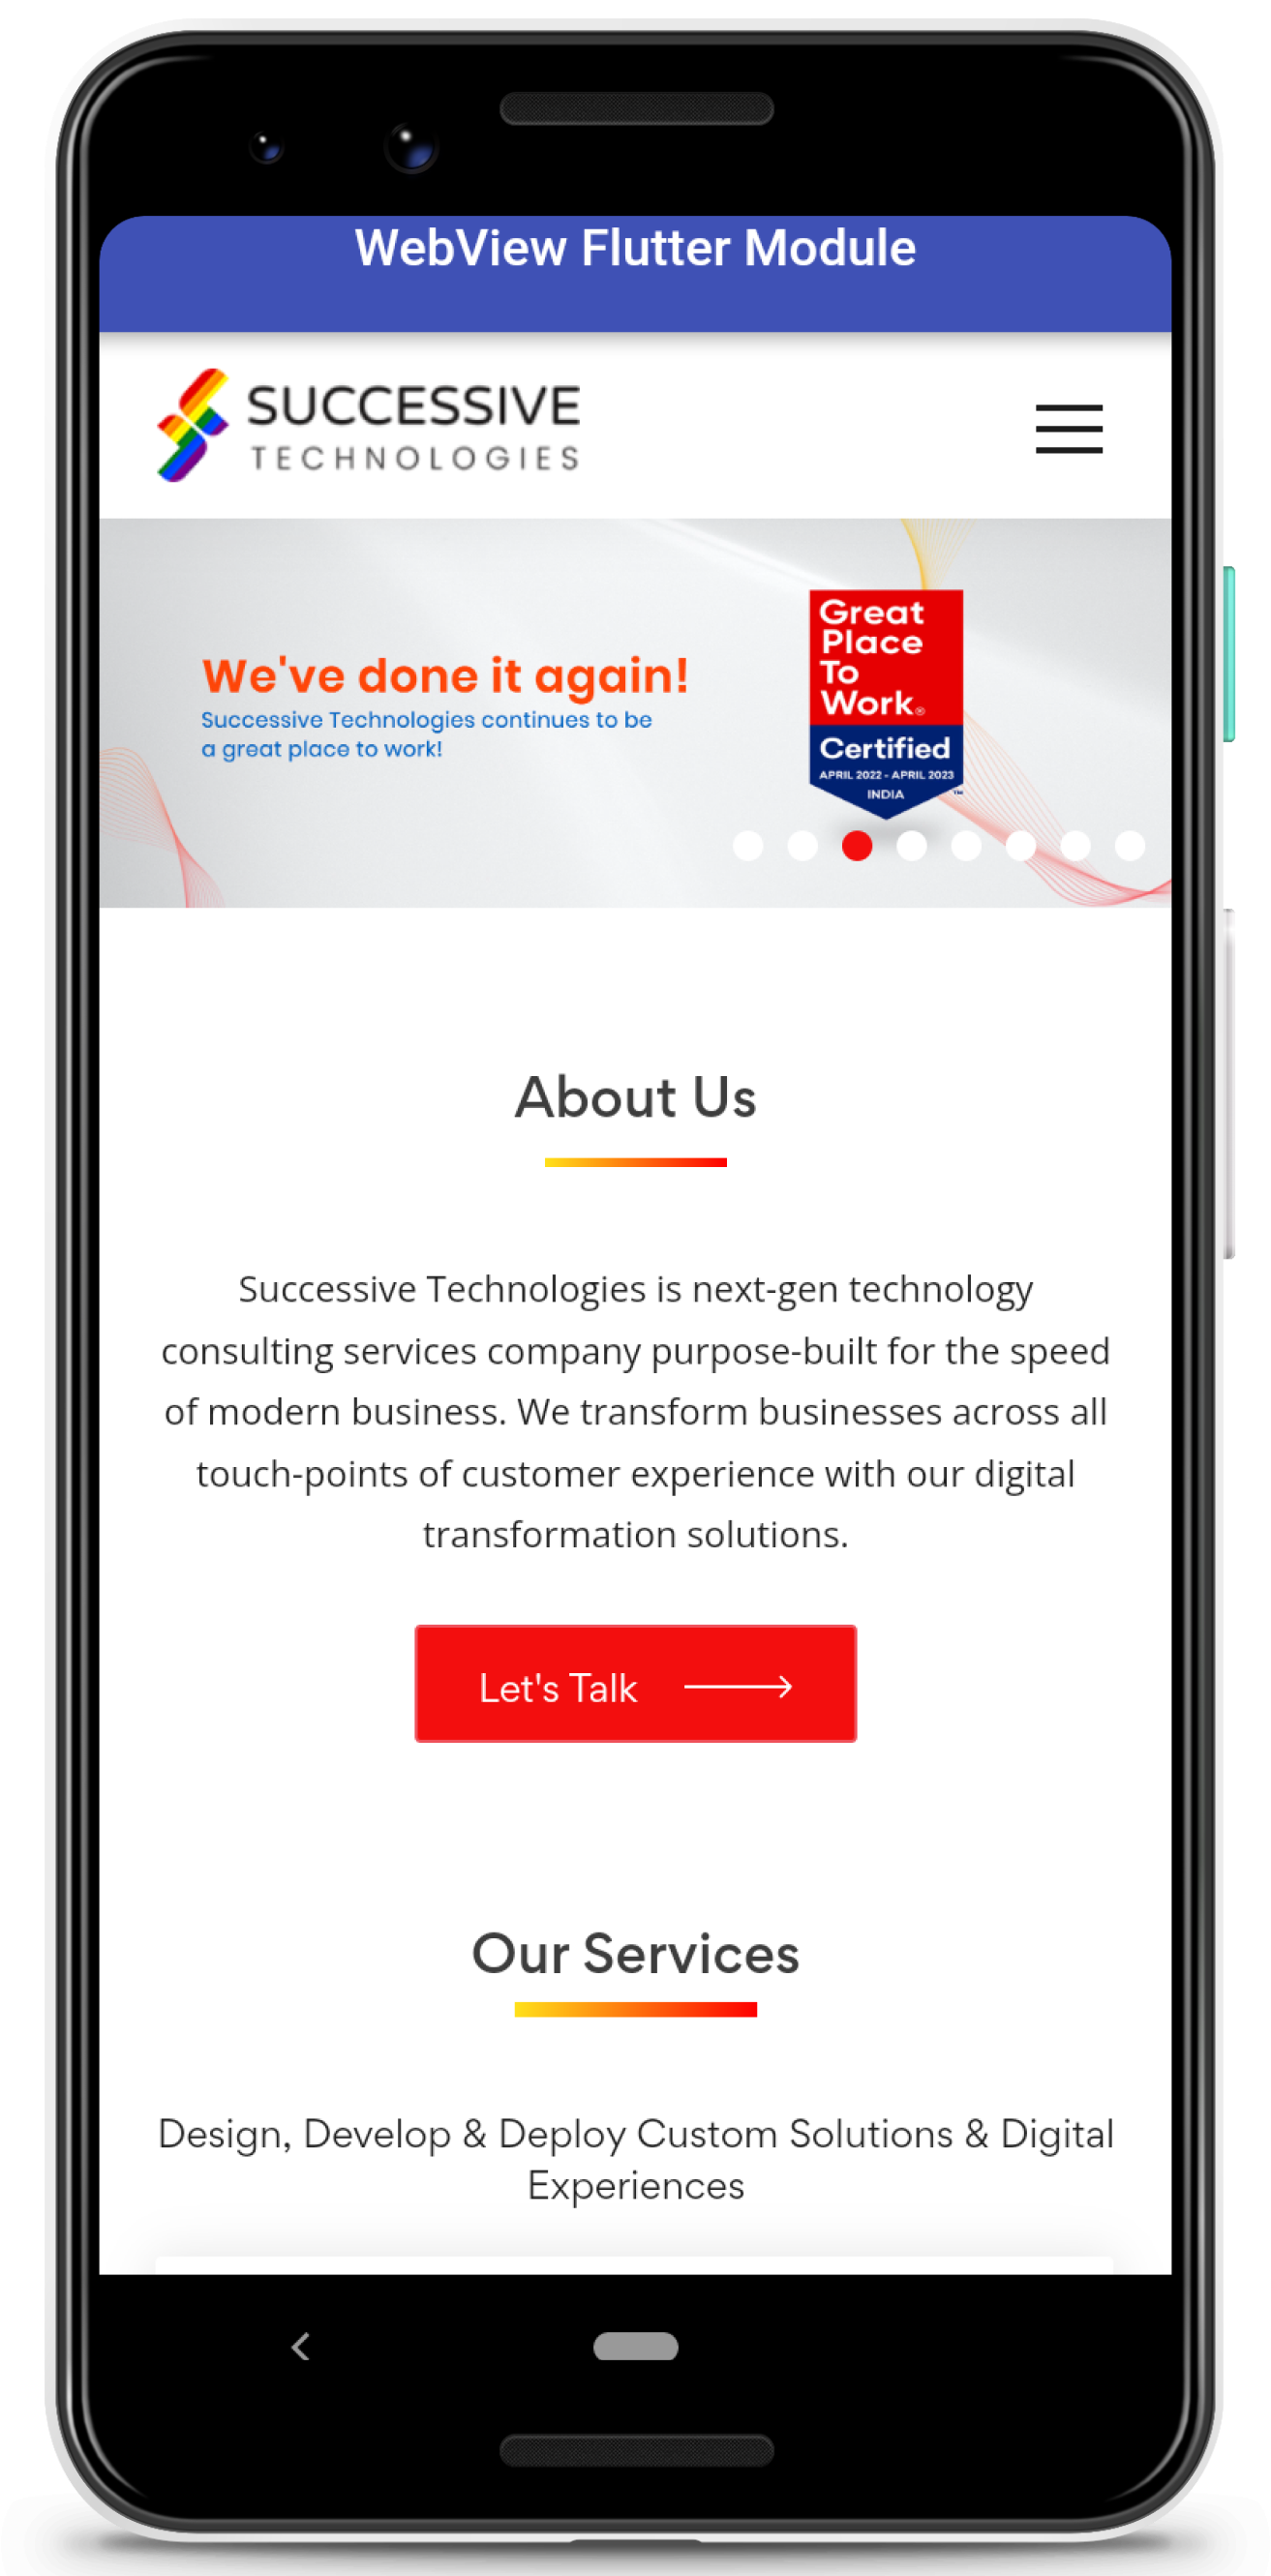 WebView Flutter Module
SUCCESSIVE
TECHNOLOGIES
We've done it again!
Successive Technologies continues to be
a great place to work!
Great
Place
To
Work®
Certified
APRIL 2022 - APRIL 2023
INDIA
™
About Us
Successive Technologies is next-gen technology
consulting services company purpose-built for the speed
of modern business. We transform businesses across all
touch-points of customer experience with our digital
transformation solutions.
Let's Talk
Our Services
Design, Develop & Deploy Custom Solutions & Digital
Experiences